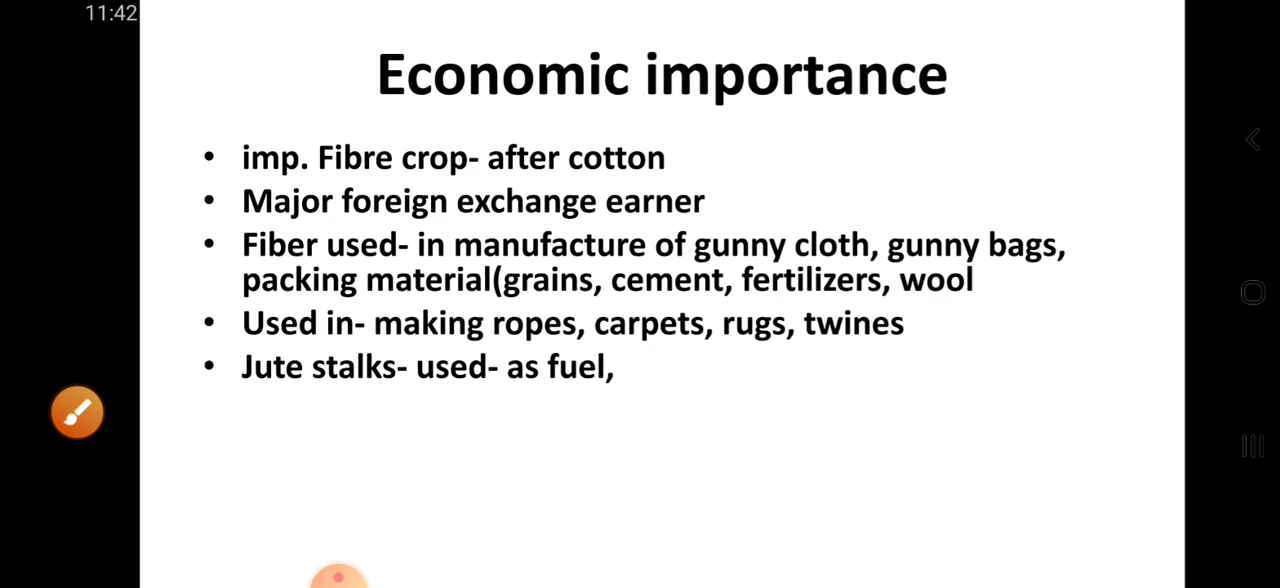 11:42
Economic importance
• imp. Fibre crop- after cotton
• Major foreign exchange earner
• Fiber used- in manufacture of gunny cloth, gunny bags,
packing material(grains, cement, fertilizers, wool
• Used in- making ropes, carpets, rugs, twines
• Jute stalks- used- as fuel,